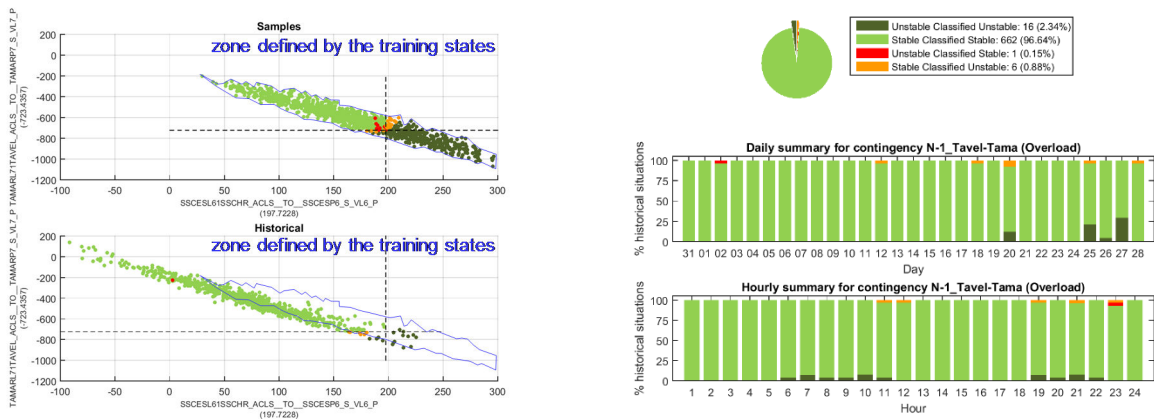 Samples
zone defined by the training states
200
0
-200
-400
-600
-800
-1000
-1200
-100
-50
0
50
100
150
200
250
300
TAMARL71TAVEL_ACLS__TO__TAMARP7_S_VL7_P
(-723.4357)
SSCESL61SSCHR_ACLS__TO__SSCESP6_S_VL6_P
(197.7228)
Historical
zone defined by the training states
200
0
-200
-400
-600
-800
-1000
-1200
-100
-50
0
50
100
150
200
250
300
TAMARL71TAVEL_ACLS__TO__TAMARP7_S_VL7_P
(-723.4357)
SSCESL61SSCHR_ACLS__TO__SSCESP6_S_VL6_P
(197.7228)
Unstable Classified Unstable: 16 (2.34%)
Stable Classified Stable: 662 (96.64%)
Unstable Classified Stable: 1 (0.15%)
Stable Classified Unstable: 6 (0.88%)
Daily summary for contingency N-1_Tavel-Tama (Overload)
% historical situations
100
75
50
25
0
31 01 02 03 04 05 06 07 08 09 10 11 12 13 14 15 16 17 18 19 20 21 22 23 24 25 26 27 28
Day
Hourly summary for contingency N-1_Tavel-Tama (Overload)
% historical situations
100
75
50
25
0
1 2 3 4 5 6 7 8 9 10 11 12 13 14 15 16 17 18 19 20 21 22 23 24
Hour